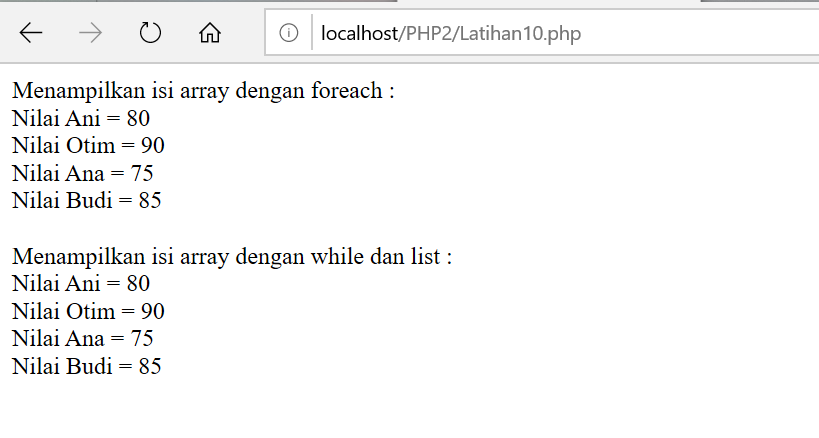 localhost/PHP2/Latihan10.php
Menampilkan isi array dengan foreach :
Nilai Ani = 80
Nilai Otim = 90
Nilai Ana = 75
Nilai Budi = 85
Menampilkan isi array dengan while dan list :
Nilai Ani = 80
Nilai Otim = 90
Nilai Ana = 75
Nilai Budi = 85